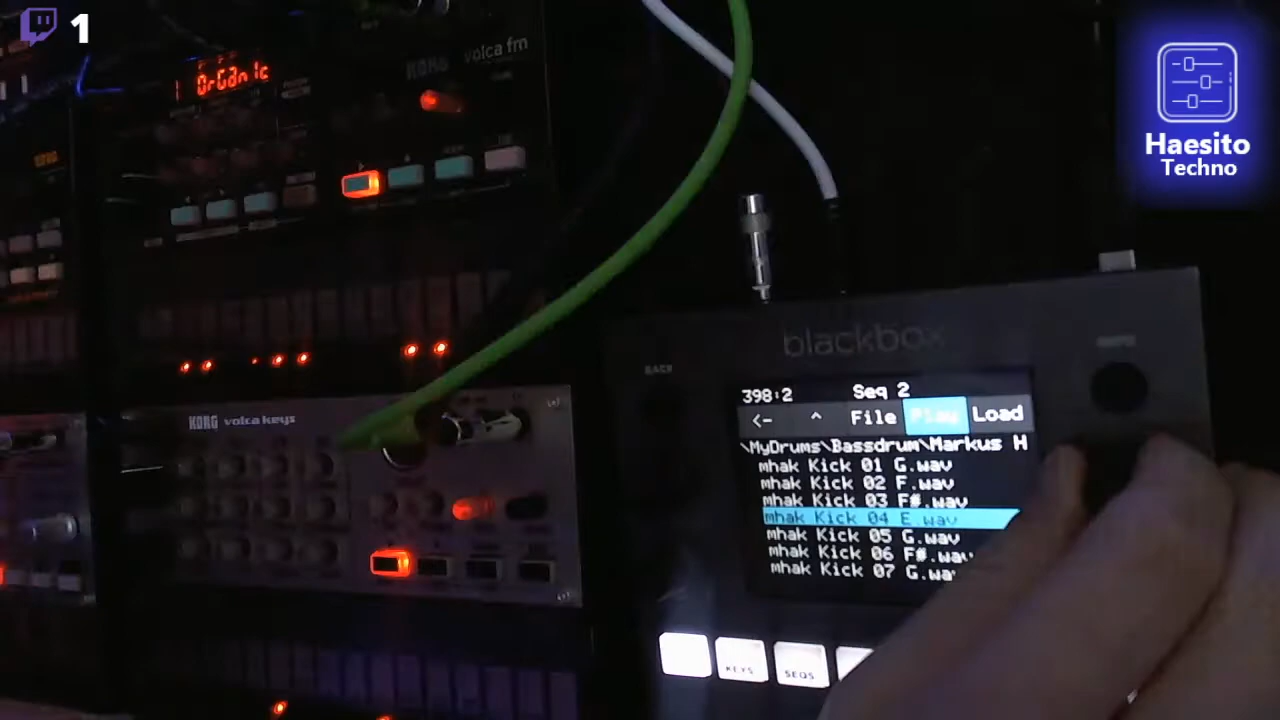 1
OrGan1c
KORG volca fm
Haesito
Techno
KORG volca keys
blackbox
BACK
398:2 Seq 2
<- ^ File Play Load
\MyDrums\Bassdrum\Markus H
mhak Kick 01 G.wav
mhak Kick 02 F.wav
mhak Kick 03 F#.wav
mhak Kick 04 E.wav
mhak Kick 05 G.wav
mhak Kick 06 F#.wav
mhak Kick 07 G.wa
KEYS SEQS